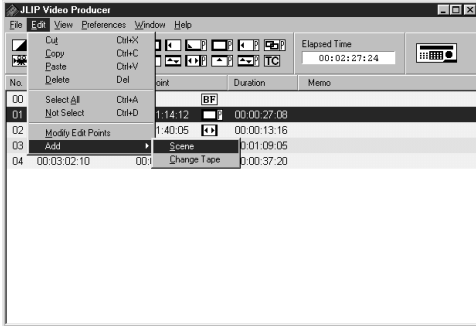 JLIP Video Producer
File Edit View Preferences Window Help
Cut Ctrl+X
Copy Ctrl+C
Paste Ctrl+V
Delete Del
Select All Ctrl+A
Not Select Ctrl+D
Modify Edit Points
Add
Scene
Change Tape
P P P P
P P P TC
Elapsed Time
00:02:27:24
No. oint Duration Memo
00 BF
01 1:14:12 P 00:00:27:08
02 1:40:05 00:00:13:16
03 0:01:09:05
04 00:03:02:10 00:0 00:00:37:20